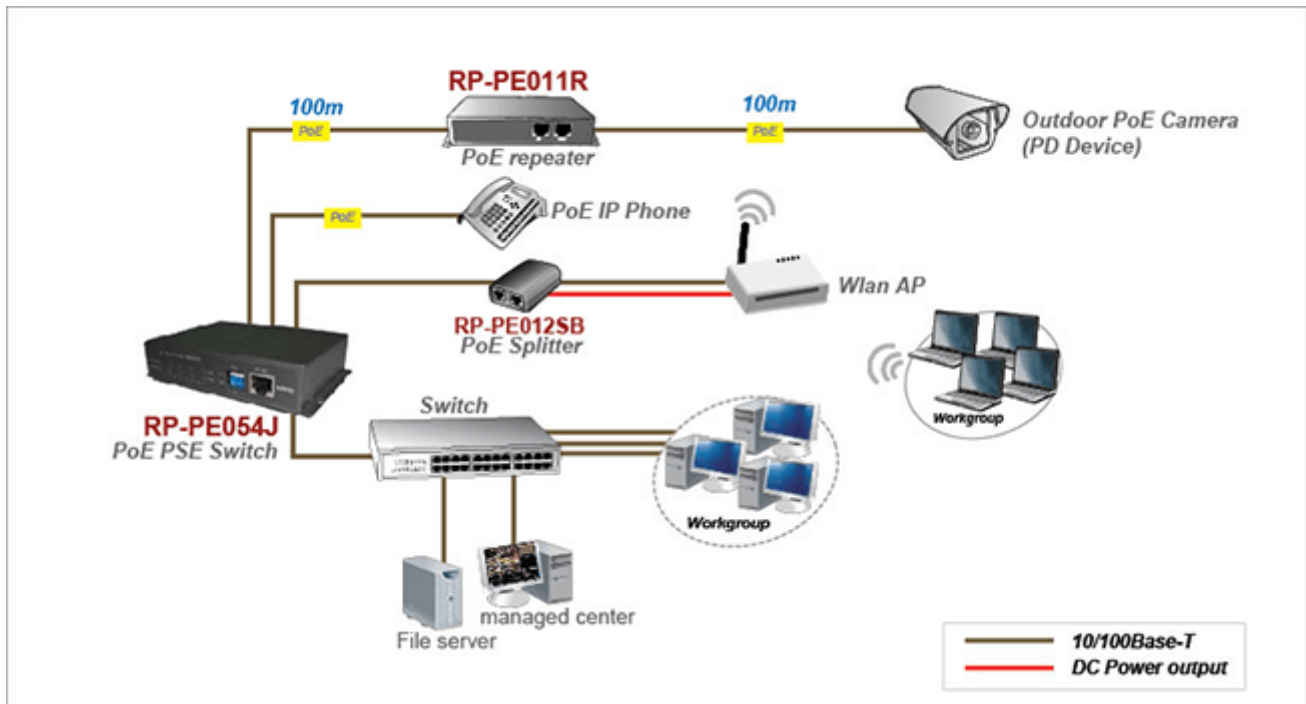 RP-PE011R
100m
PoE
PoE repeater
100m
PoE
Outdoor PoE Camera
(PD Device)
PoE
PoE IP Phone
RP-PE012SB
PoE Splitter
Wlan AP
Workgroup
RP-PE054J
PoE PSE Switch
Switch
Workgroup
File server
managed center
10/100Base-T
DC Power output